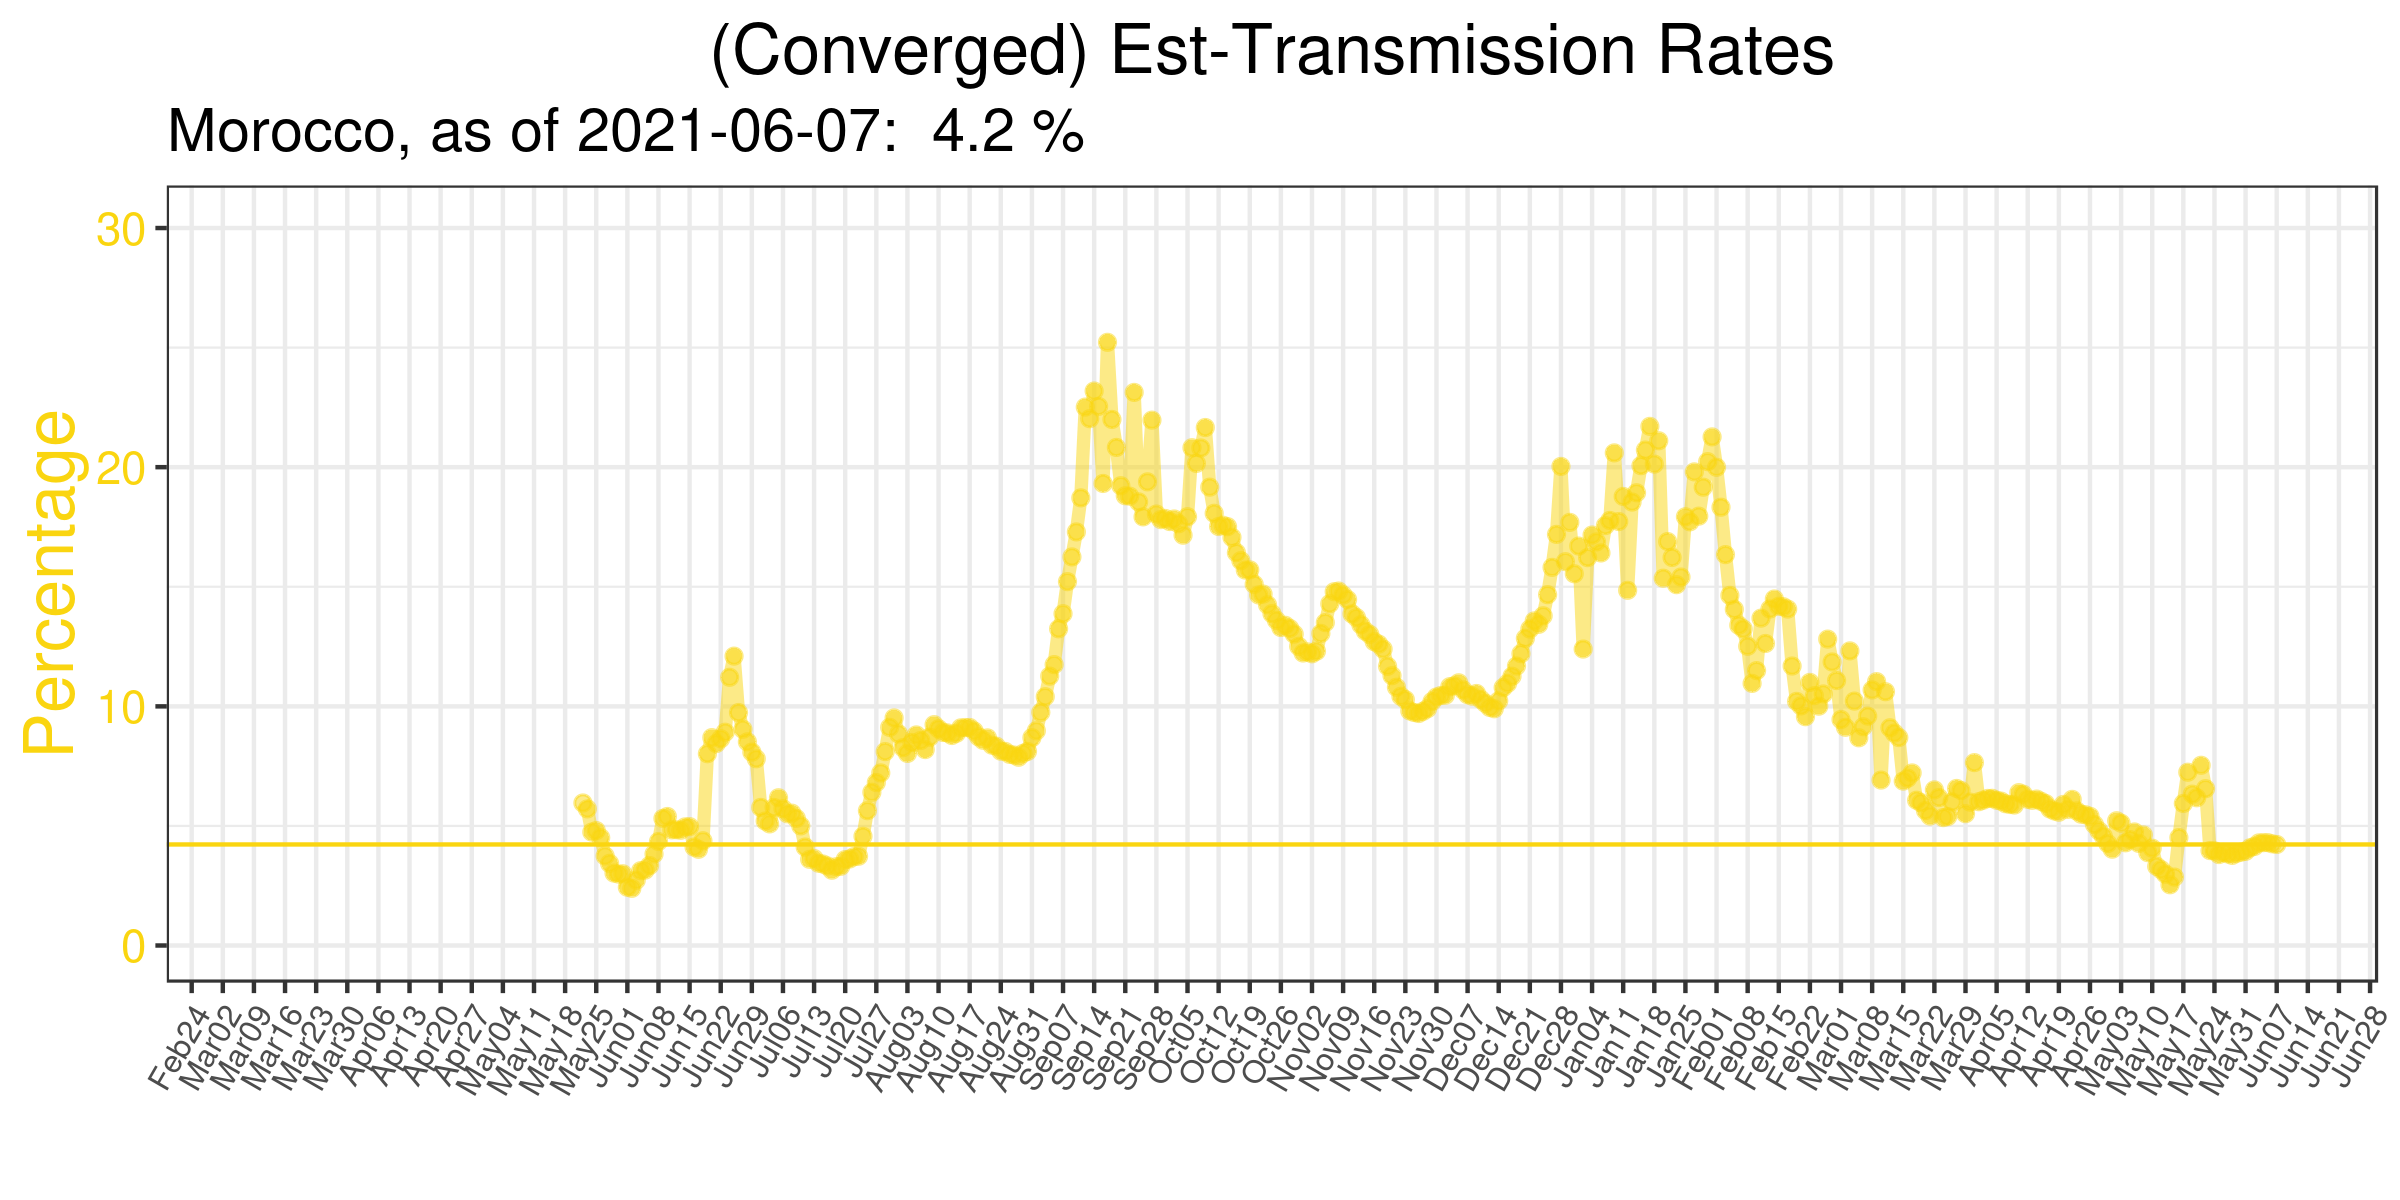 (Converged) Est-Transmission Rates
Morocco, as of 2021-06-07:  4.2 %
Percentage
30
20
10
0
Feb24
Mar02
Mar09
Mar16
Mar23
Mar30
Apr06
Apr13
Apr20
Apr27
May04
May11
May18
May25
Jun01
Jun08
Jun15
Jun22
Jun29
Jul06
Jul13
Jul20
Jul27
Aug03
Aug10
Aug17
Aug24
Aug31
Sep07
Sep14
Sep21
Sep28
Oct05
Oct12
Oct19
Oct26
Nov02
Nov09
Nov16
Nov23
Nov30
Dec07
Dec14
Dec21
Dec28
Jan04
Jan11
Jan18
Jan25
Feb01
Feb08
Feb15
Feb22
Mar01
Mar08
Mar15
Mar22
Mar29
Apr05
Apr12
Apr19
Apr26
May03
May10
May17
May24
May31
Jun07
Jun14
Jun21
Jun28